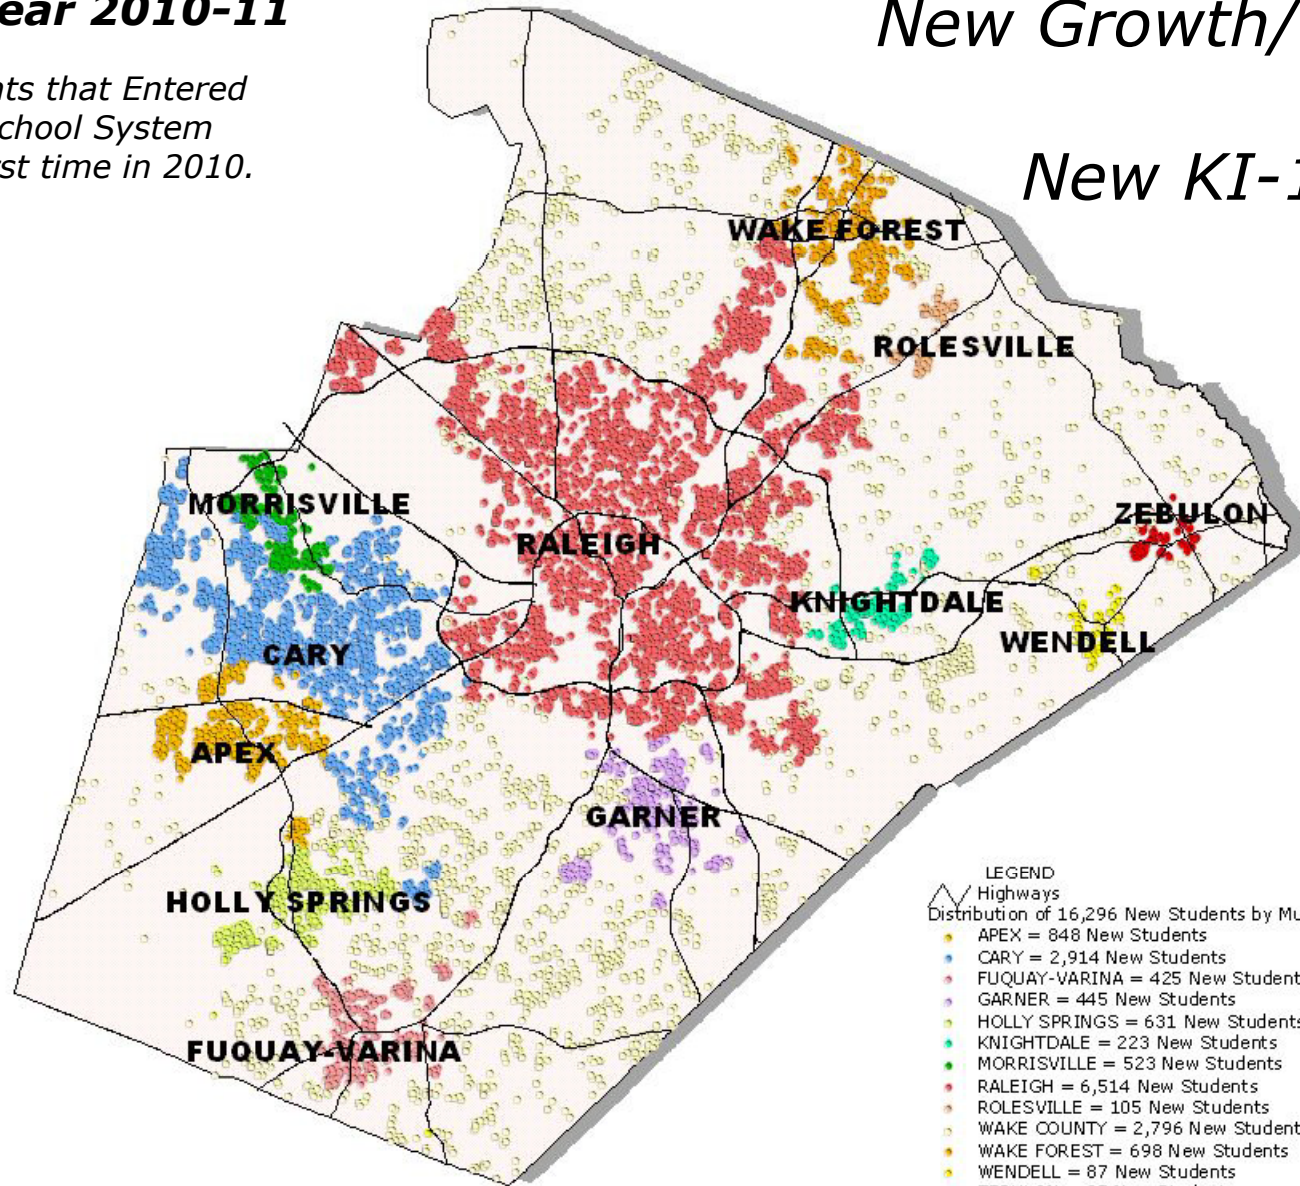 ear 2010-11
New Growth/
nts that Entered
chool System
rst time in 2010.
New KI-1
WAKE FOREST
ROLESVILLE
MORRISVILLE
ZEBULON
RALEIGH
KNIGHTDALE
WENDELL
CARY
APEX
GARNER
HOLLY SPRINGS
FUQUAY-VARINA
LEGEND
Highways
Distribution of 16,296 New Students by Mu
APEX = 848 New Students
CARY = 2,914 New Students
FUQUAY-VARINA = 425 New Student
GARNER = 445 New Students
HOLLY SPRINGS = 631 New Students
KNIGHTDALE = 223 New Students
MORRISVILLE = 523 New Students
RALEIGH = 6,514 New Students
ROLESVILLE = 105 New Students
WAKE COUNTY = 2,796 New Student
WAKE FOREST = 698 New Students
WENDELL = 87 New Students